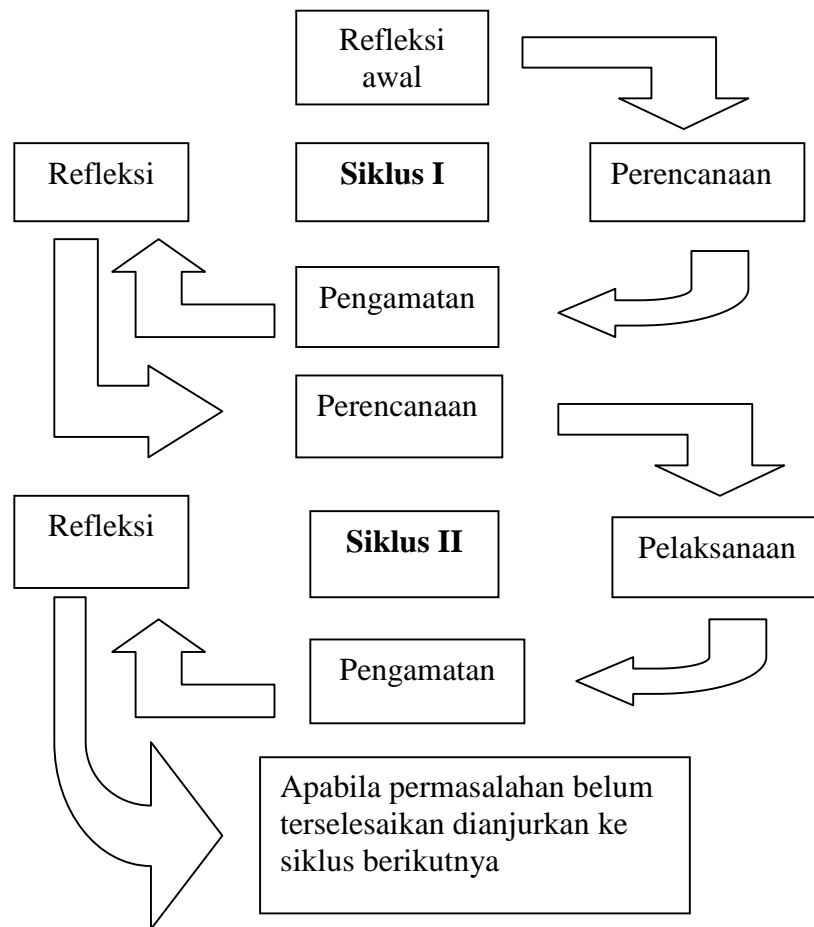 Refleksi
awal
Refleksi
Siklus I
Perencanaan
Pengamatan
Perencanaan
Refleksi
Siklus II
Pelaksanaan
Pengamatan
Apabila permasalahan belum
terselesaikan dianjurkan ke
siklus berikutnya